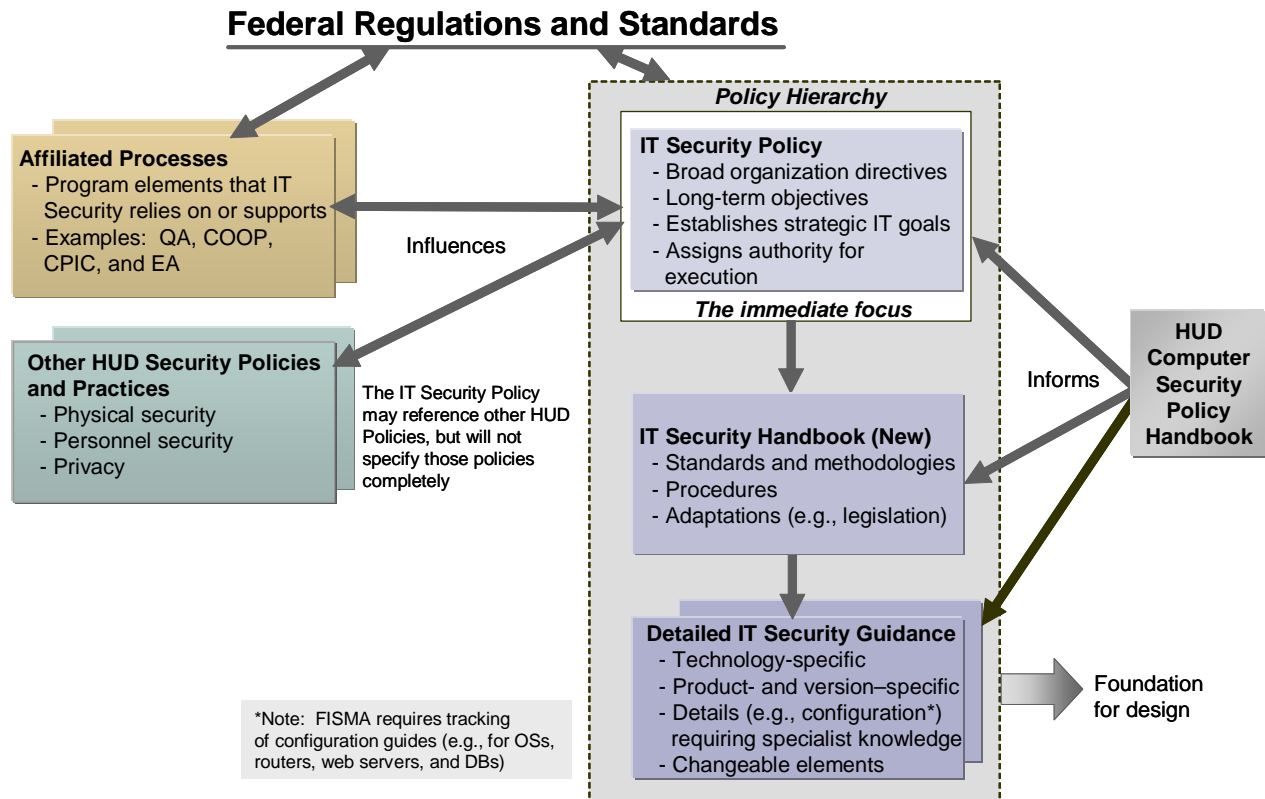 Federal Regulations and Standards
Policy Hierarchy
Affiliated Processes
- Program elements that IT
Security relies on or supports
- Examples:  QA, COOP,
CPIC, and EA
Influences
IT Security Policy
- Broad organization directives
- Long-term objectives
- Establishes strategic IT goals
- Assigns authority for
execution
The immediate focus
Other HUD Security Policies
and Practices
- Physical security
- Personnel security
- Privacy
The IT Security Policy
may reference other HUD
Policies, but will not
specify those policies
completely
HUD
Computer
Security
Policy
Handbook
Informs
IT Security Handbook (New)
- Standards and methodologies
- Procedures
- Adaptations (e.g., legislation)
Detailed IT Security Guidance
- Technology-specific
- Product- and version–specific
- Details (e.g., configuration*)
requiring specialist knowledge
- Changeable elements
Foundation
for design
*Note:  FISMA requires tracking
of configuration guides (e.g., for OSs,
routers, web servers, and DBs)